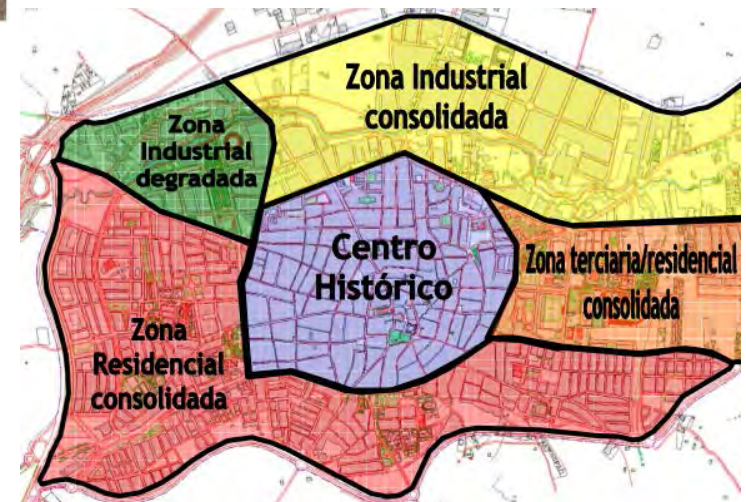 Zona Industrial
consolidada
Zona
Industrial
degradada
Centro
Histórico
Zona terciaria/residencial
consolidada
Zona
Residencial
consolidada